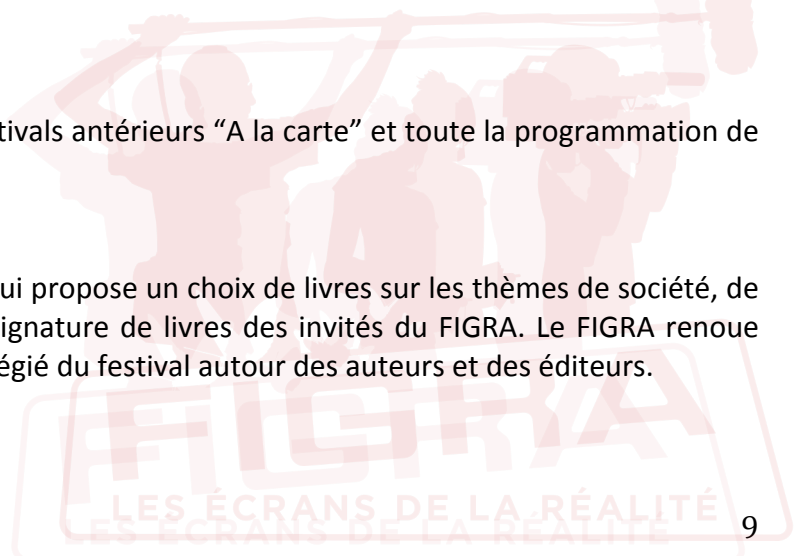 tivals antérieurs “A la carte” et toute la programmation de
ui propose un choix de livres sur les thèmes de société, de
ignature de livres des invités du FIGRA. Le FIGRA renoue
égié du festival autour des auteurs et des éditeurs.
FIGRA
LES ÉCRANS DE LA RÉALITÉ
9